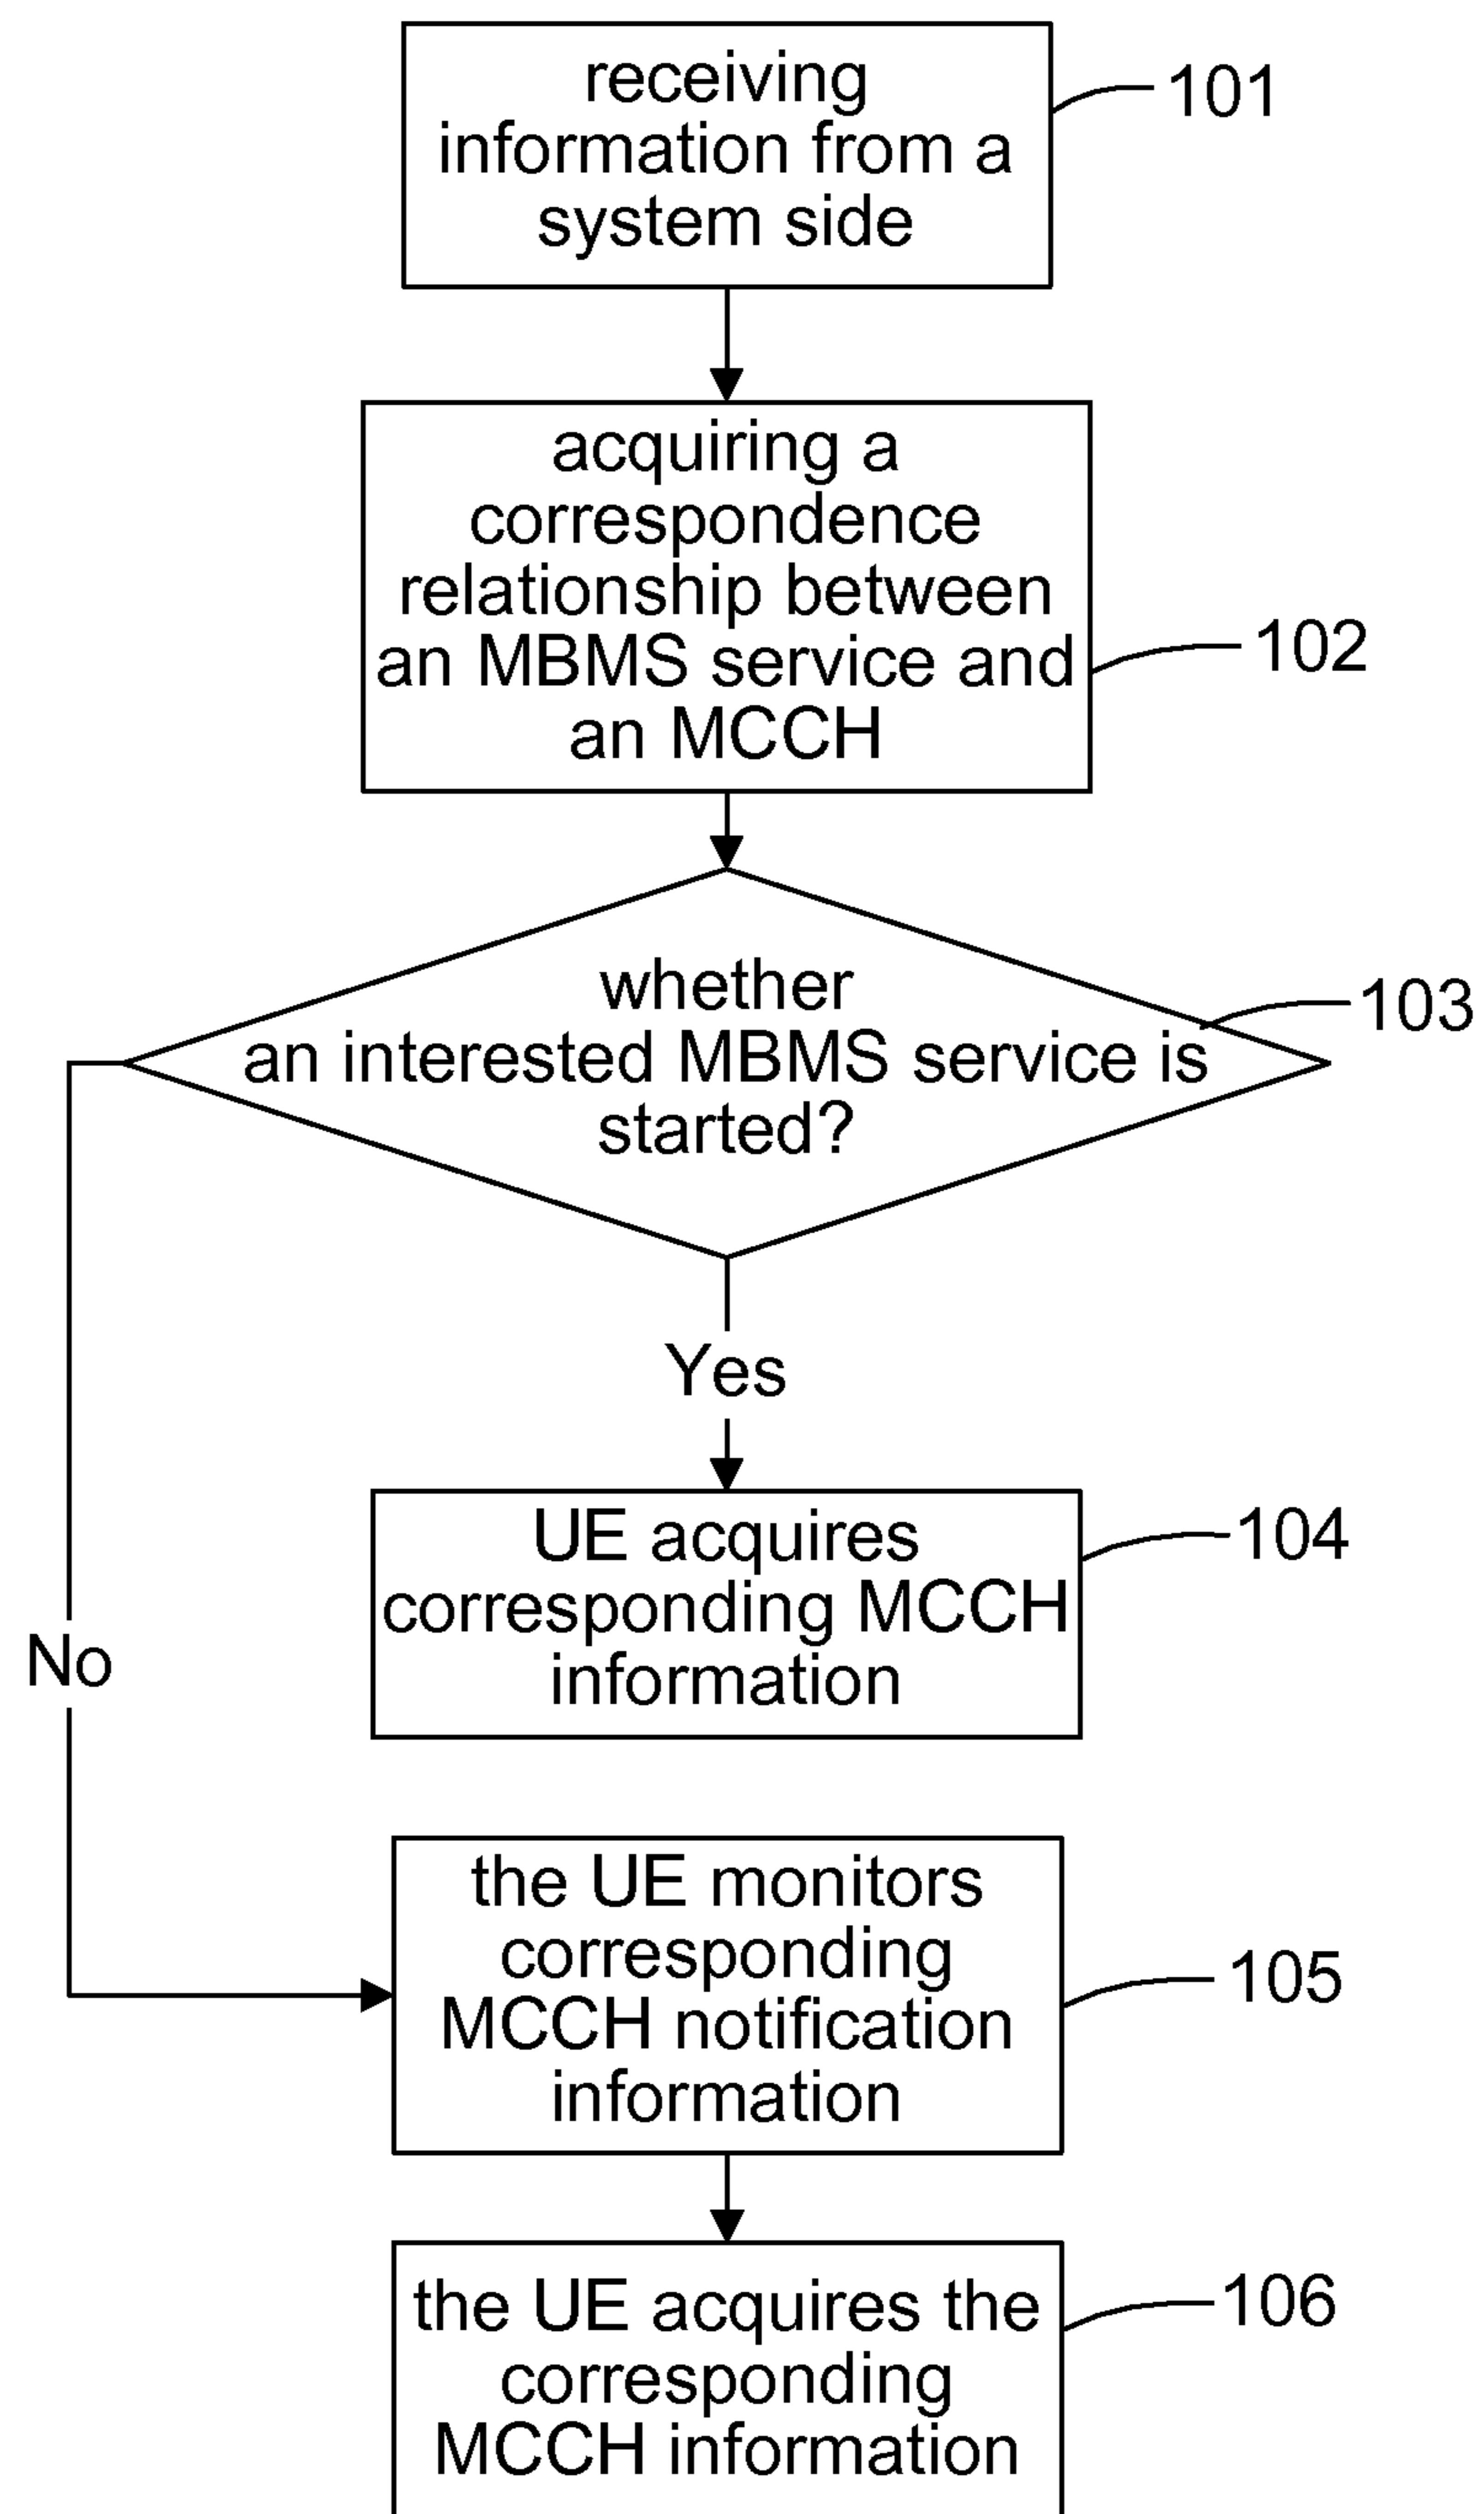 receiving
information from a
system side
101
acquiring a
correspondence
relationship between
an MBMS service and
an MCCH
102
whether
an interested MBMS service is
started?
103
Yes
UE acquires
corresponding MCCH
information
104
No
the UE monitors
corresponding
MCCH notification
information
105
the UE acquires the
corresponding
MCCH information
106